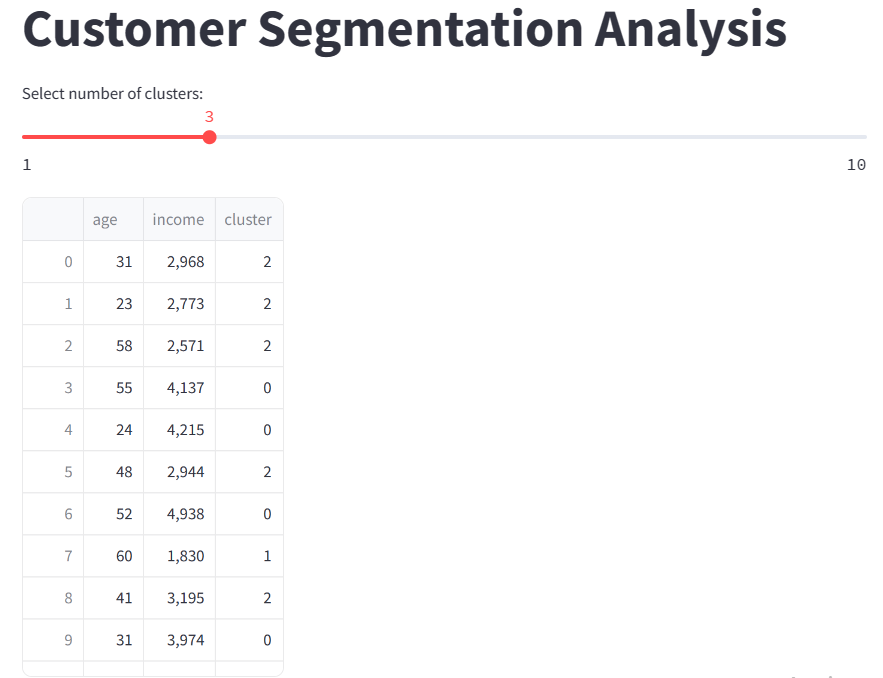 Customer Segmentation Analysis
Select number of clusters:
3
1 10
age income cluster
0 31 2,968 2
1 23 2,773 2
2 58 2,571 2
3 55 4,137 0
4 24 4,215 0
5 48 2,944 2
6 52 4,938 0
7 60 1,830 1
8 41 3,195 2
9 31 3,974 0